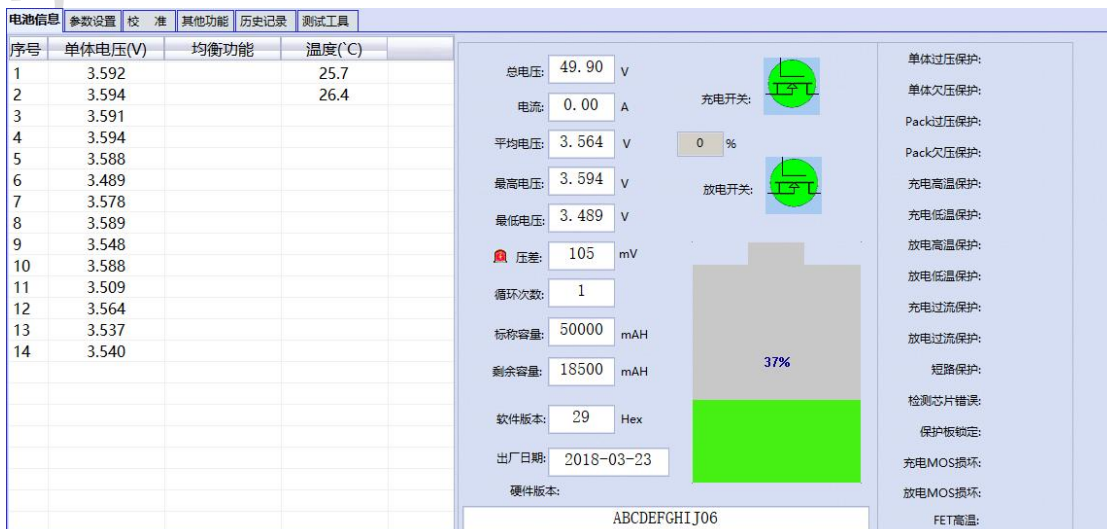 电池信息 参数设置 校 准 其他功能 历史记录 测试工具
序号 单体电压(V) 均衡功能 温度(`C)
1 3.592 25.7
2 3.594 26.4
3 3.591
4 3.594
5 3.588
6 3.489
7 3.578
8 3.589
9 3.548
10 3.588
11 3.509
12 3.564
13 3.537
14 3.540
总电压: 49.90 V
电流: 0.00 A
平均电压: 3.564 V
最高电压: 3.594 V
最低电压: 3.489 V
压差: 105 mV
循环次数: 1
标称容量: 50000 mAH
剩余容量: 18500 mAH
软件版本: 29 Hex
出厂日期: 2018-03-23
硬件版本:
ABCDEFGHIJ06
充电开关:
0 %
放电开关:
37%
单体过压保护:
单体欠压保护:
Pack过压保护:
Pack欠压保护:
充电高温保护:
充电低温保护:
放电高温保护:
放电低温保护:
充电过流保护:
放电过流保护:
短路保护:
检测芯片错误:
保护板锁定:
充电MOS损坏:
放电MOS损坏:
FET高温: